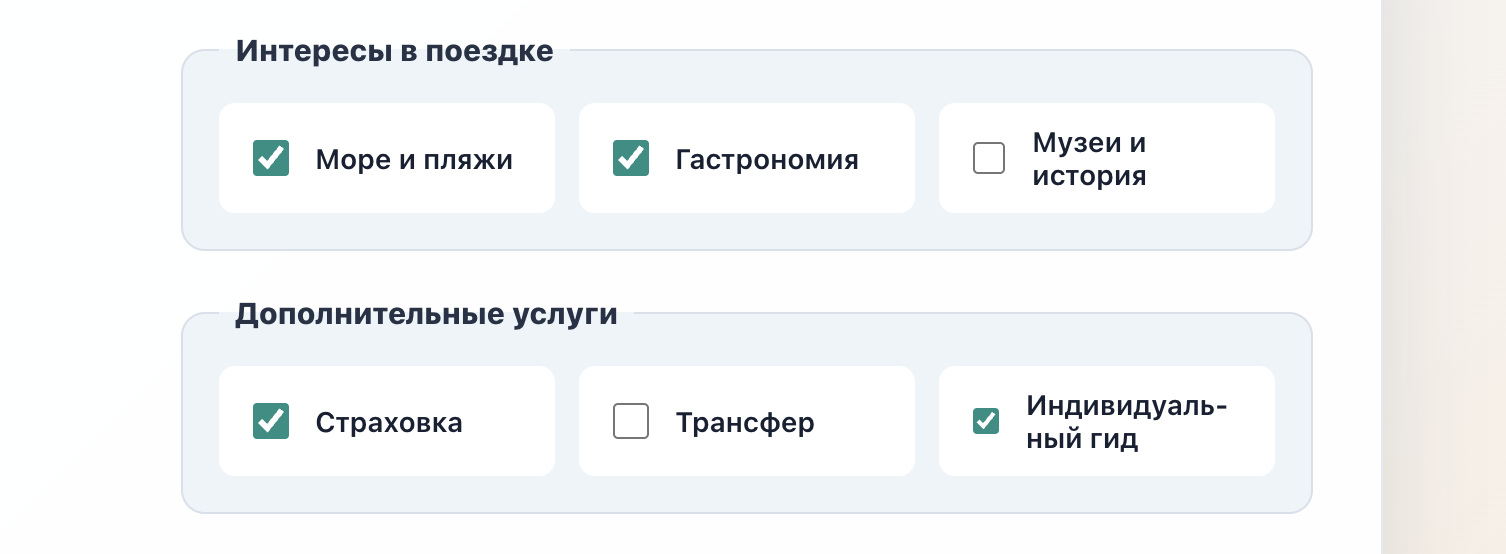 Интересы в поездке
Море и пляжи
Гастрономия
Музеи и
история
Дополнительные услуги
Страховка
Трансфер
Индивидуаль-
ный гид